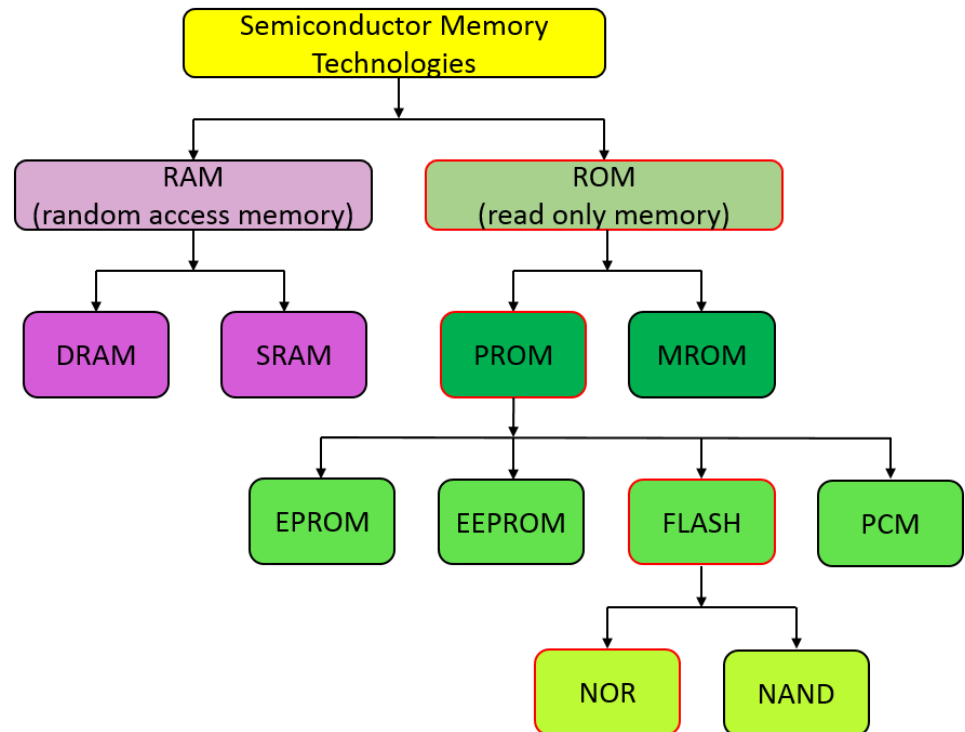 Semiconductor Memory
Technologies
RAM
(random access memory)
ROM
(read only memory)
DRAM
SRAM
PROM
MROM
EPROM
EEPROM
FLASH
PCM
NOR
NAND